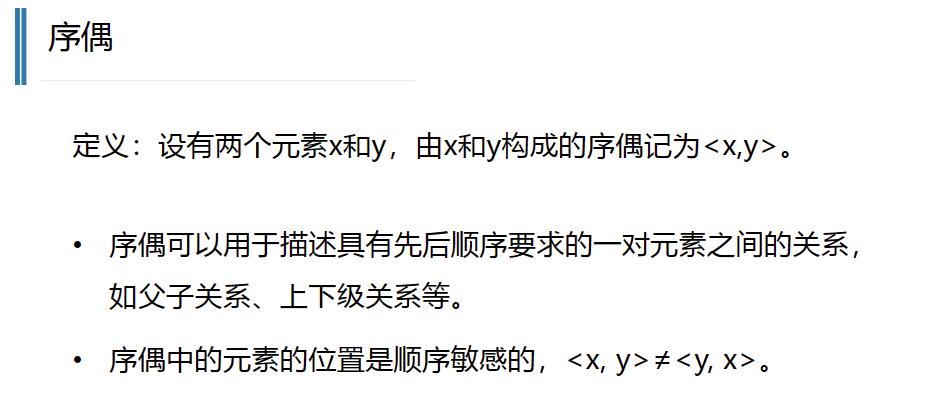 序偶
定义：设有两个元素x和y，由x和y构成的序偶记为<x,y>。
• 序偶可以用于描述具有先后顺序要求的一对元素之间的关系，
如父子关系、上下级关系等。
• 序偶中的元素的位置是顺序敏感的，<x, y>≠<y, x>。